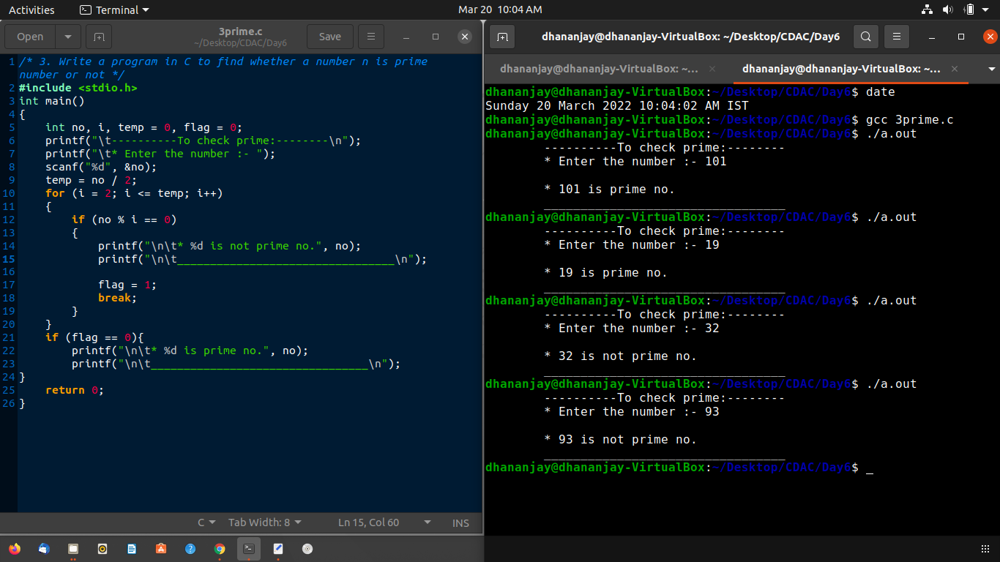 Activities Terminal Mar 20 10:04 AM
Open 3prime.c Save
~/Desktop/CDAC/Day6
1 /* 3. Write a program in C to find whether a number n is prime
number or not */
2 #include <stdio.h>
3 int main()
4 {
5     int no, i, temp = 0, flag = 0;
6     printf("\t----------To check prime:--------\n");
7     printf("\t* Enter the number :- ");
8     scanf("%d", &no);
9     temp = no / 2;
10     for (i = 2; i <= temp; i++)
11     {
12         if (no % i == 0)
13         {
14             printf("\n\t* %d is not prime no.", no);
15             printf("\n\t_________________________________\n");
16
17             flag = 1;
18             break;
19         }
20     }
21     if (flag == 0){
22         printf("\n\t* %d is prime no.", no);
23         printf("\n\t_________________________________\n");
24 }
25     return 0;
26 }
C Tab Width: 8 Ln 15, Col 60 INS
dhananjay@dhananjay-VirtualBox: ~/Desktop/CDAC/Day6
dhananjay@dhananjay-VirtualBox: ~... dhananjay@dhananjay-VirtualBox: ~...
dhananjay@dhananjay-VirtualBox:~/Desktop/CDAC/Day6$ date
Sunday 20 March 2022 10:04:02 AM IST
dhananjay@dhananjay-VirtualBox:~/Desktop/CDAC/Day6$ gcc 3prime.c
dhananjay@dhananjay-VirtualBox:~/Desktop/CDAC/Day6$ ./a.out
        ----------To check prime:--------
        * Enter the number :- 101

        * 101 is prime no.
        _________________________________
dhananjay@dhananjay-VirtualBox:~/Desktop/CDAC/Day6$ ./a.out
        ----------To check prime:--------
        * Enter the number :- 19

        * 19 is prime no.
        _________________________________
dhananjay@dhananjay-VirtualBox:~/Desktop/CDAC/Day6$ ./a.out
        ----------To check prime:--------
        * Enter the number :- 32

        * 32 is not prime no.
        _________________________________
dhananjay@dhananjay-VirtualBox:~/Desktop/CDAC/Day6$ ./a.out
        ----------To check prime:--------
        * Enter the number :- 93

        * 93 is not prime no.
        _________________________________
dhananjay@dhananjay-VirtualBox:~/Desktop/CDAC/Day6$ _